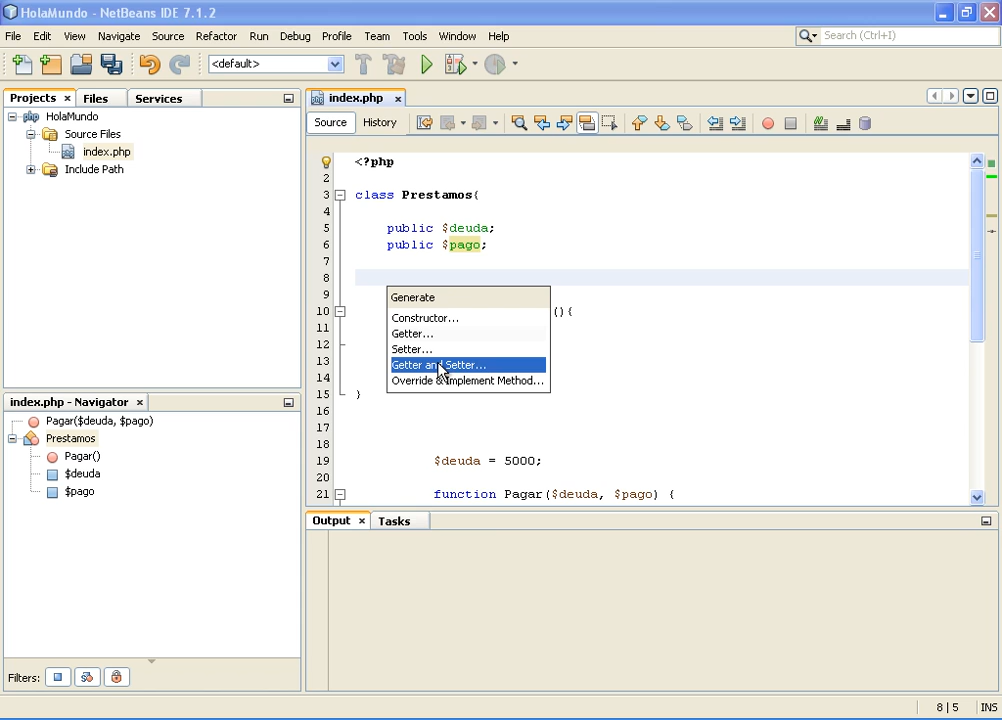 HolaMundo - NetBeans IDE 7.1.2
File Edit View Navigate Source Refactor Run Debug Profile Team Tools Window Help
Search (Ctrl+I)
<default>
Projects x Files Services
index.php x
HolaMundo
Source Files
index.php
Include Path
Source History
<?php
2
3 class Prestamos{
4
5 public $deuda;
6 public $pago;
7
8
9
10 (){
11
12
13
14
15 }
16
17
18
19 $deuda = 5000;
20
21 function Pagar($deuda, $pago) {
Generate
Constructor...
Getter...
Setter...
Getter and Setter...
Override & Implement Method...
index.php - Navigator x
Pagar($deuda, $pago)
Prestamos
Pagar()
$deuda
$pago
Filters:
Output x Tasks
8|5 INS